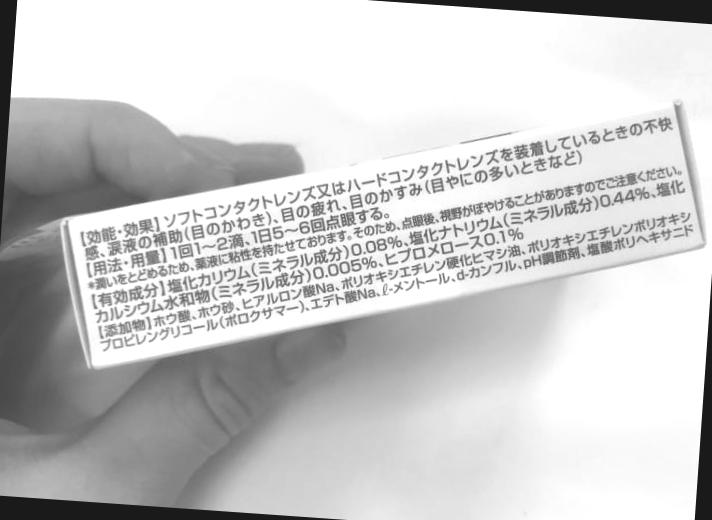 【効能・効果】ソフトコンタクトレンズ又はハードコンタクトレンズを装着しているときの不快
感、涙液の補助(目のかわき)、目の疲れ、目のかすみ(目やにの多いときなど)
【用法・用量】1回1〜2滴、1日5〜6回点眼する。
*潤いをとどめるため、薬液に粘性を持たせております。そのため、点眼後、視野がぼやけることがありますのでご注意ください。
【有効成分】塩化カリウム(ミネラル成分)0.08%、塩化ナトリウム(ミネラル成分)0.44%、塩化
カルシウム水和物(ミネラル成分)0.005%、ヒプロメロース0.1%
【添加物】ホウ酸、ホウ砂、ヒアルロン酸Na、ポリオキシエチレン硬化ヒマシ油、ポリオキシエチレンポリオキシ
プロピレングリコール(ポロクサマー)、エデト酸Na、ℓ-メントール、d-カンフル、pH調節剤、塩酸ポリヘキサニド